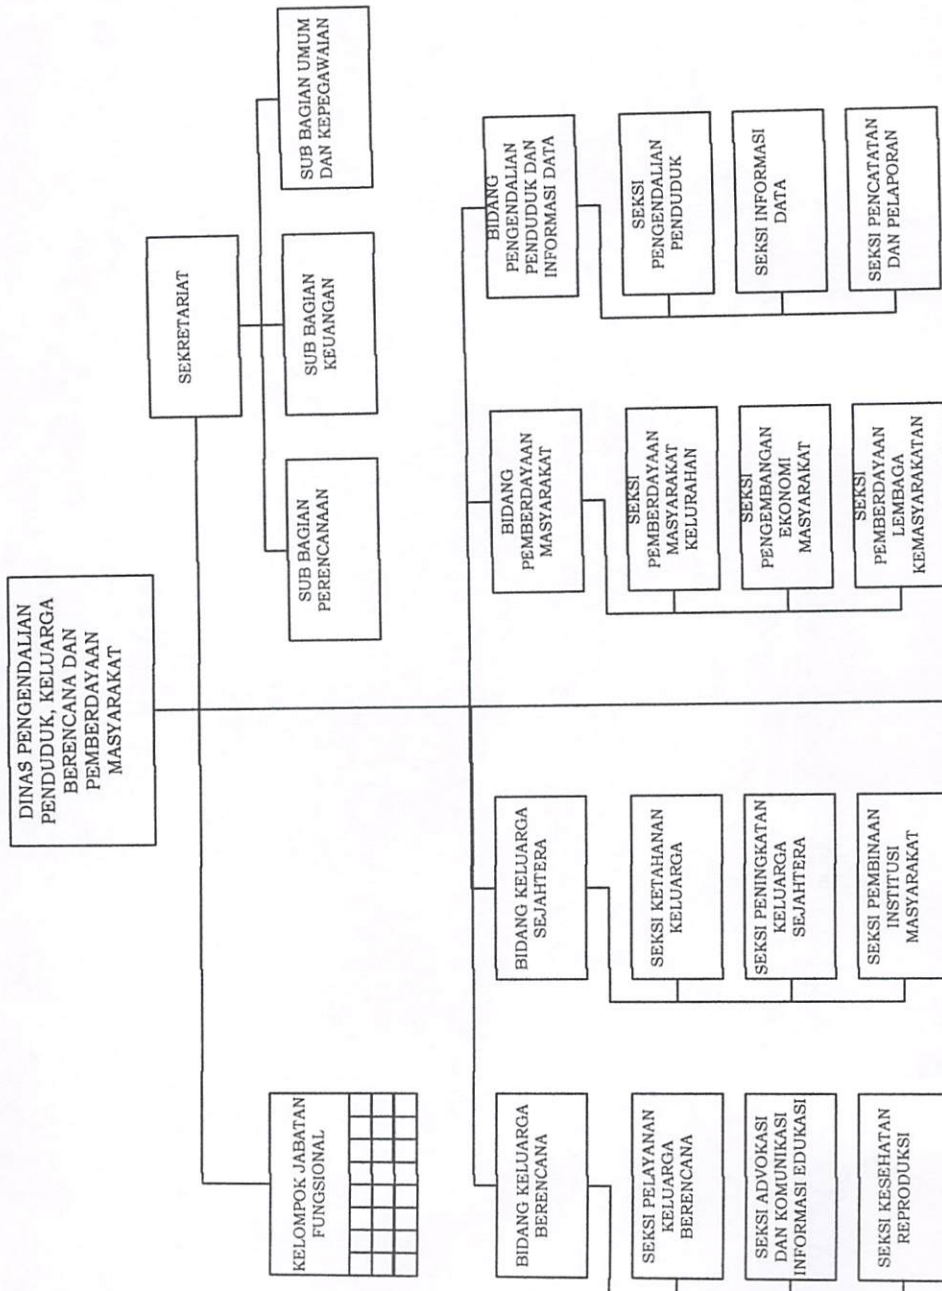 DINAS PENGENDALIAN
PENDUDUK, KELUARGA
BERENCANA DAN
PEMBERDAYAAN
MASYARAKAT
KELOMPOK JABATAN
FUNGSIONAL
SEKRETARIAT
SUB BAGIAN
PERENCANAAN
SUB BAGIAN
KEUANGAN
SUB BAGIAN UMUM
DAN KEPEGAWAIAN
BIDANG KELUARGA
BERENCANA
SEKSI PELAYANAN
KELUARGA
BERENCANA
SEKSI ADVOKASI
DAN KOMUNIKASI
INFORMASI EDUKASI
SEKSI KESEHATAN
REPRODUKSI
BIDANG KELUARGA
SEJAHTERA
SEKSI KETAHANAN
KELUARGA
SEKSI PENINGKATAN
KELUARGA
SEJAHTERA
SEKSI PEMBINAAN
INSTITUSI
MASYARAKAT
BIDANG
PEMBERDAYAAN
MASYARAKAT
SEKSI
PEMBERDAYAAN
MASYARAKAT
KELURAHAN
SEKSI
PENGEMBANGAN
EKONOMI
MASYARAKAT
SEKSI
PEMBERDAYAAN
LEMBAGA
KEMASYARAKATAN
BIDANG
PENGENDALIAN
PENDUDUK DAN
INFORMASI DATA
SEKSI
PENGENDALIAN
PENDUDUK
SEKSI INFORMASI
DATA
SEKSI PENCATATAN
DAN PELAPORAN